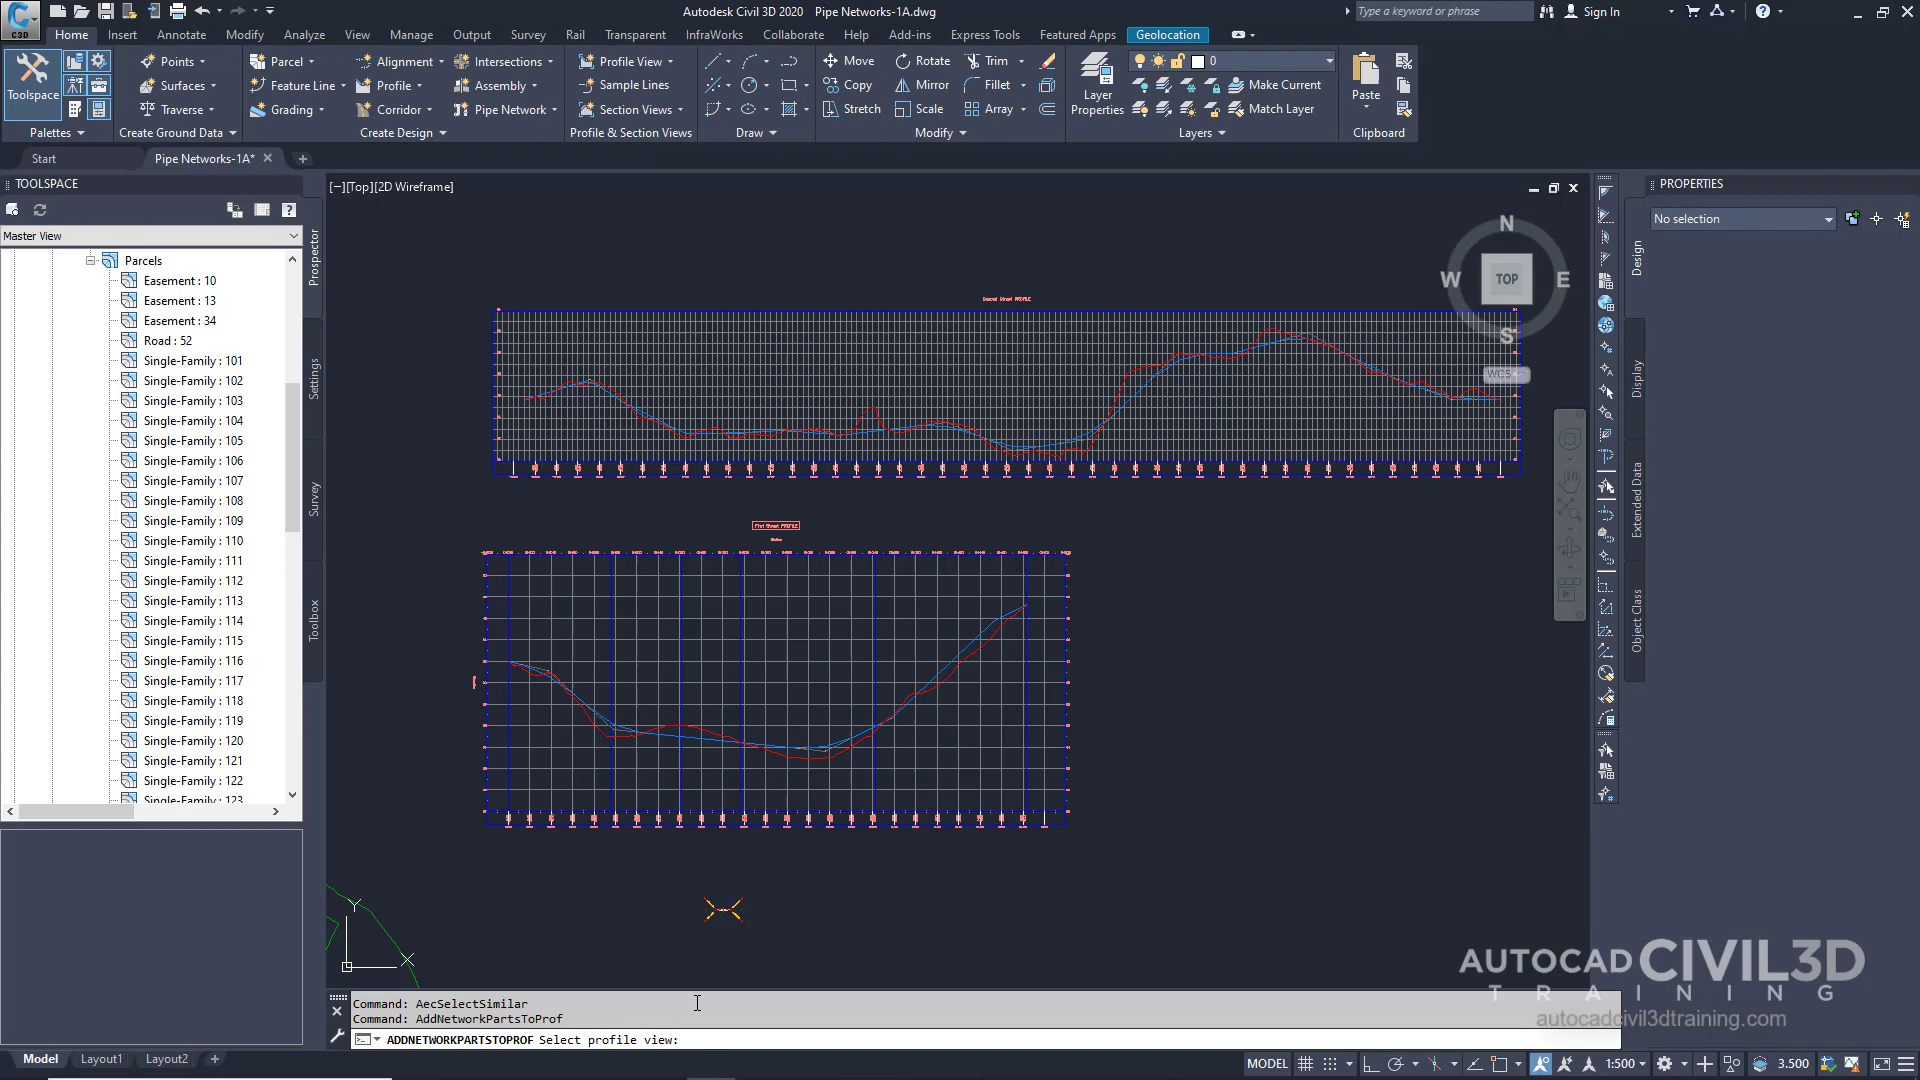 Autodesk Civil 3D 2020 Pipe Networks-1A.dwg
Type a keyword or phrase
Sign In
C3D
Home Insert Annotate Modify Analyze View Manage Output Survey Rail Transparent InfraWorks Collaborate Help Add-ins Express Tools Featured Apps Geolocation
Toolspace
Points
Surfaces
Traverse
Parcel
Feature Line
Grading
Alignment
Profile
Corridor
Intersections
Assembly
Pipe Network
Profile View
Sample Lines
Section Views
Move
Copy
Stretch
Rotate
Mirror
Scale
Trim
Fillet
Array
Layer
Properties
0
Make Current
Match Layer
Paste
Palettes
Create Ground Data
Create Design
Profile & Section Views
Draw
Modify
Layers
Clipboard
Start
Pipe Networks-1A*
TOOLSPACE
Master View
Parcels
Easement : 10
Easement : 13
Easement : 34
Road : 52
Single-Family : 101
Single-Family : 102
Single-Family : 103
Single-Family : 104
Single-Family : 105
Single-Family : 106
Single-Family : 107
Single-Family : 108
Single-Family : 109
Single-Family : 110
Single-Family : 111
Single-Family : 112
Single-Family : 113
Single-Family : 114
Single-Family : 115
Single-Family : 116
Single-Family : 117
Single-Family : 118
Single-Family : 119
Single-Family : 120
Single-Family : 121
Single-Family : 122
Single-Family : 123
Prospector
Settings
Survey
Toolbox
[−][Top][2D Wireframe]
N
W TOP E
S
WCS
First Street PROFILE
Y
X
PROPERTIES
No selection
Design
Display
Extended Data
Object Class
AUTOCAD CIVIL3D
TRAINING
autocadcivil3dtraining.com
Command: AecSelectSimilar
Command: AddNetworkPartsToProf
ADDNETWORKPARTSTOPROF Select profile view:
Model Layout1 Layout2
MODEL
1:500
3.500